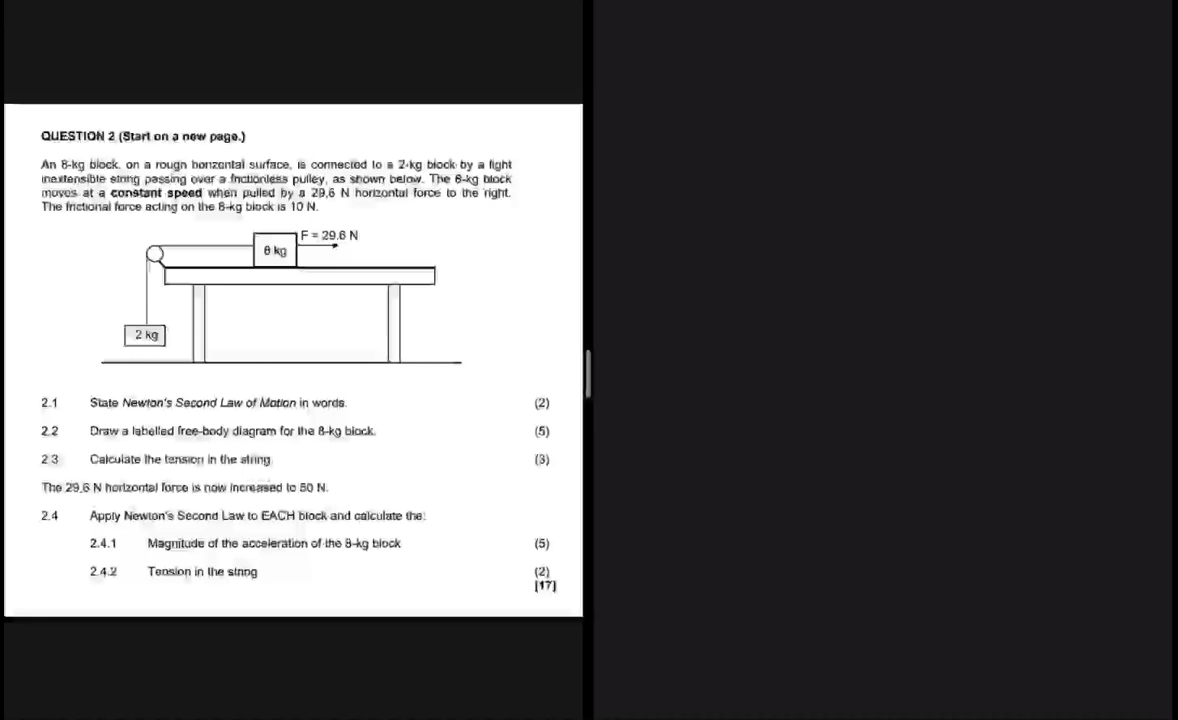 QUESTION 2 (Start on a new page.)
An 8-kg block, on a rough horizontal surface, is connected to a 2-kg block by a light
inextensible string passing over a frictionless pulley, as shown below. The 8-kg block
moves at a constant speed when pulled by a 29,6 N horizontal force to the right.
The frictional force acting on the 8-kg block is 10 N.
F = 29.6 N
8 kg
2 kg
2.1 State Newton's Second Law of Motion in words. (2)
2.2 Draw a labelled free-body diagram for the 8-kg block. (5)
2.3 Calculate the tension in the string (3)
The 29,6 N horizontal force is now increased to 50 N.
2.4 Apply Newton's Second Law to EACH block and calculate the:
2.4.1 Magnitude of the acceleration of the 8-kg block (5)
2.4.2 Tension in the string (2)
[17]